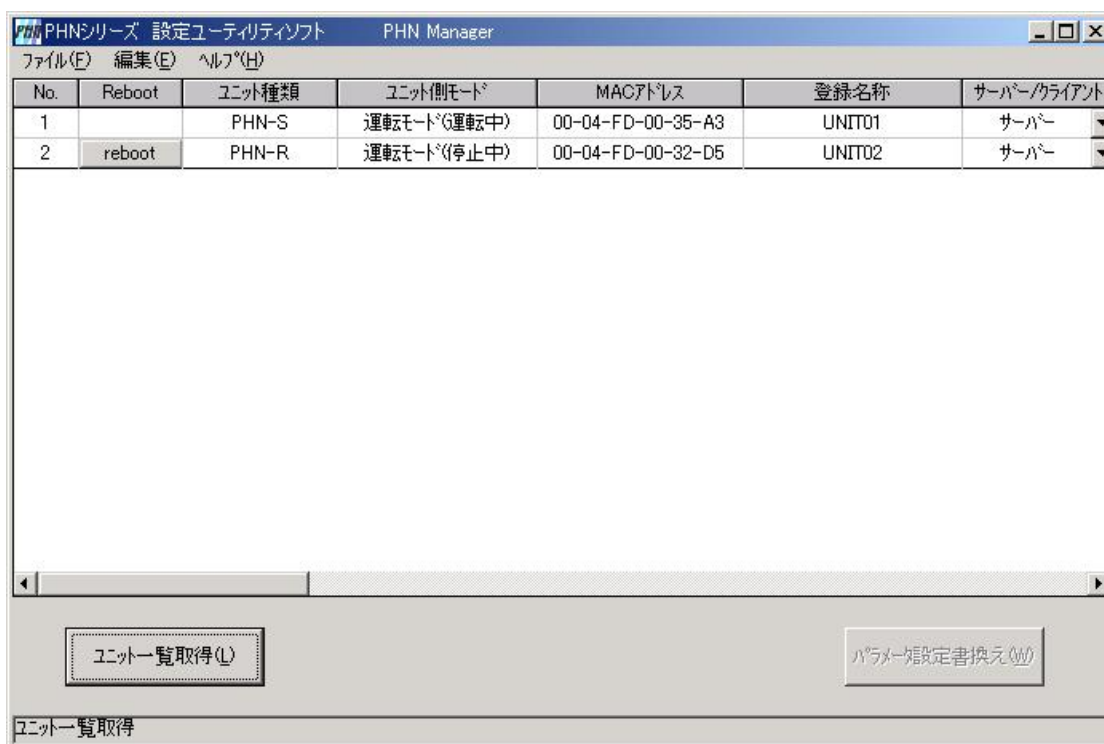 PHN PHNシリーズ 設定ユーティリティソフト PHN Manager
ファイル(F) 編集(E) ヘルプ(H)
No. Reboot ユニット種類 ユニット側モード MACアドレス 登録名称 サーバー/クライアント
1 PHN-S 運転モード(運転中) 00-04-FD-00-35-A3 UNIT01 サーバー
2 reboot PHN-R 運転モード(停止中) 00-04-FD-00-32-D5 UNIT02 サーバー
ユニット一覧取得(L) パラメータ設定書換え(W)
ユニット一覧取得